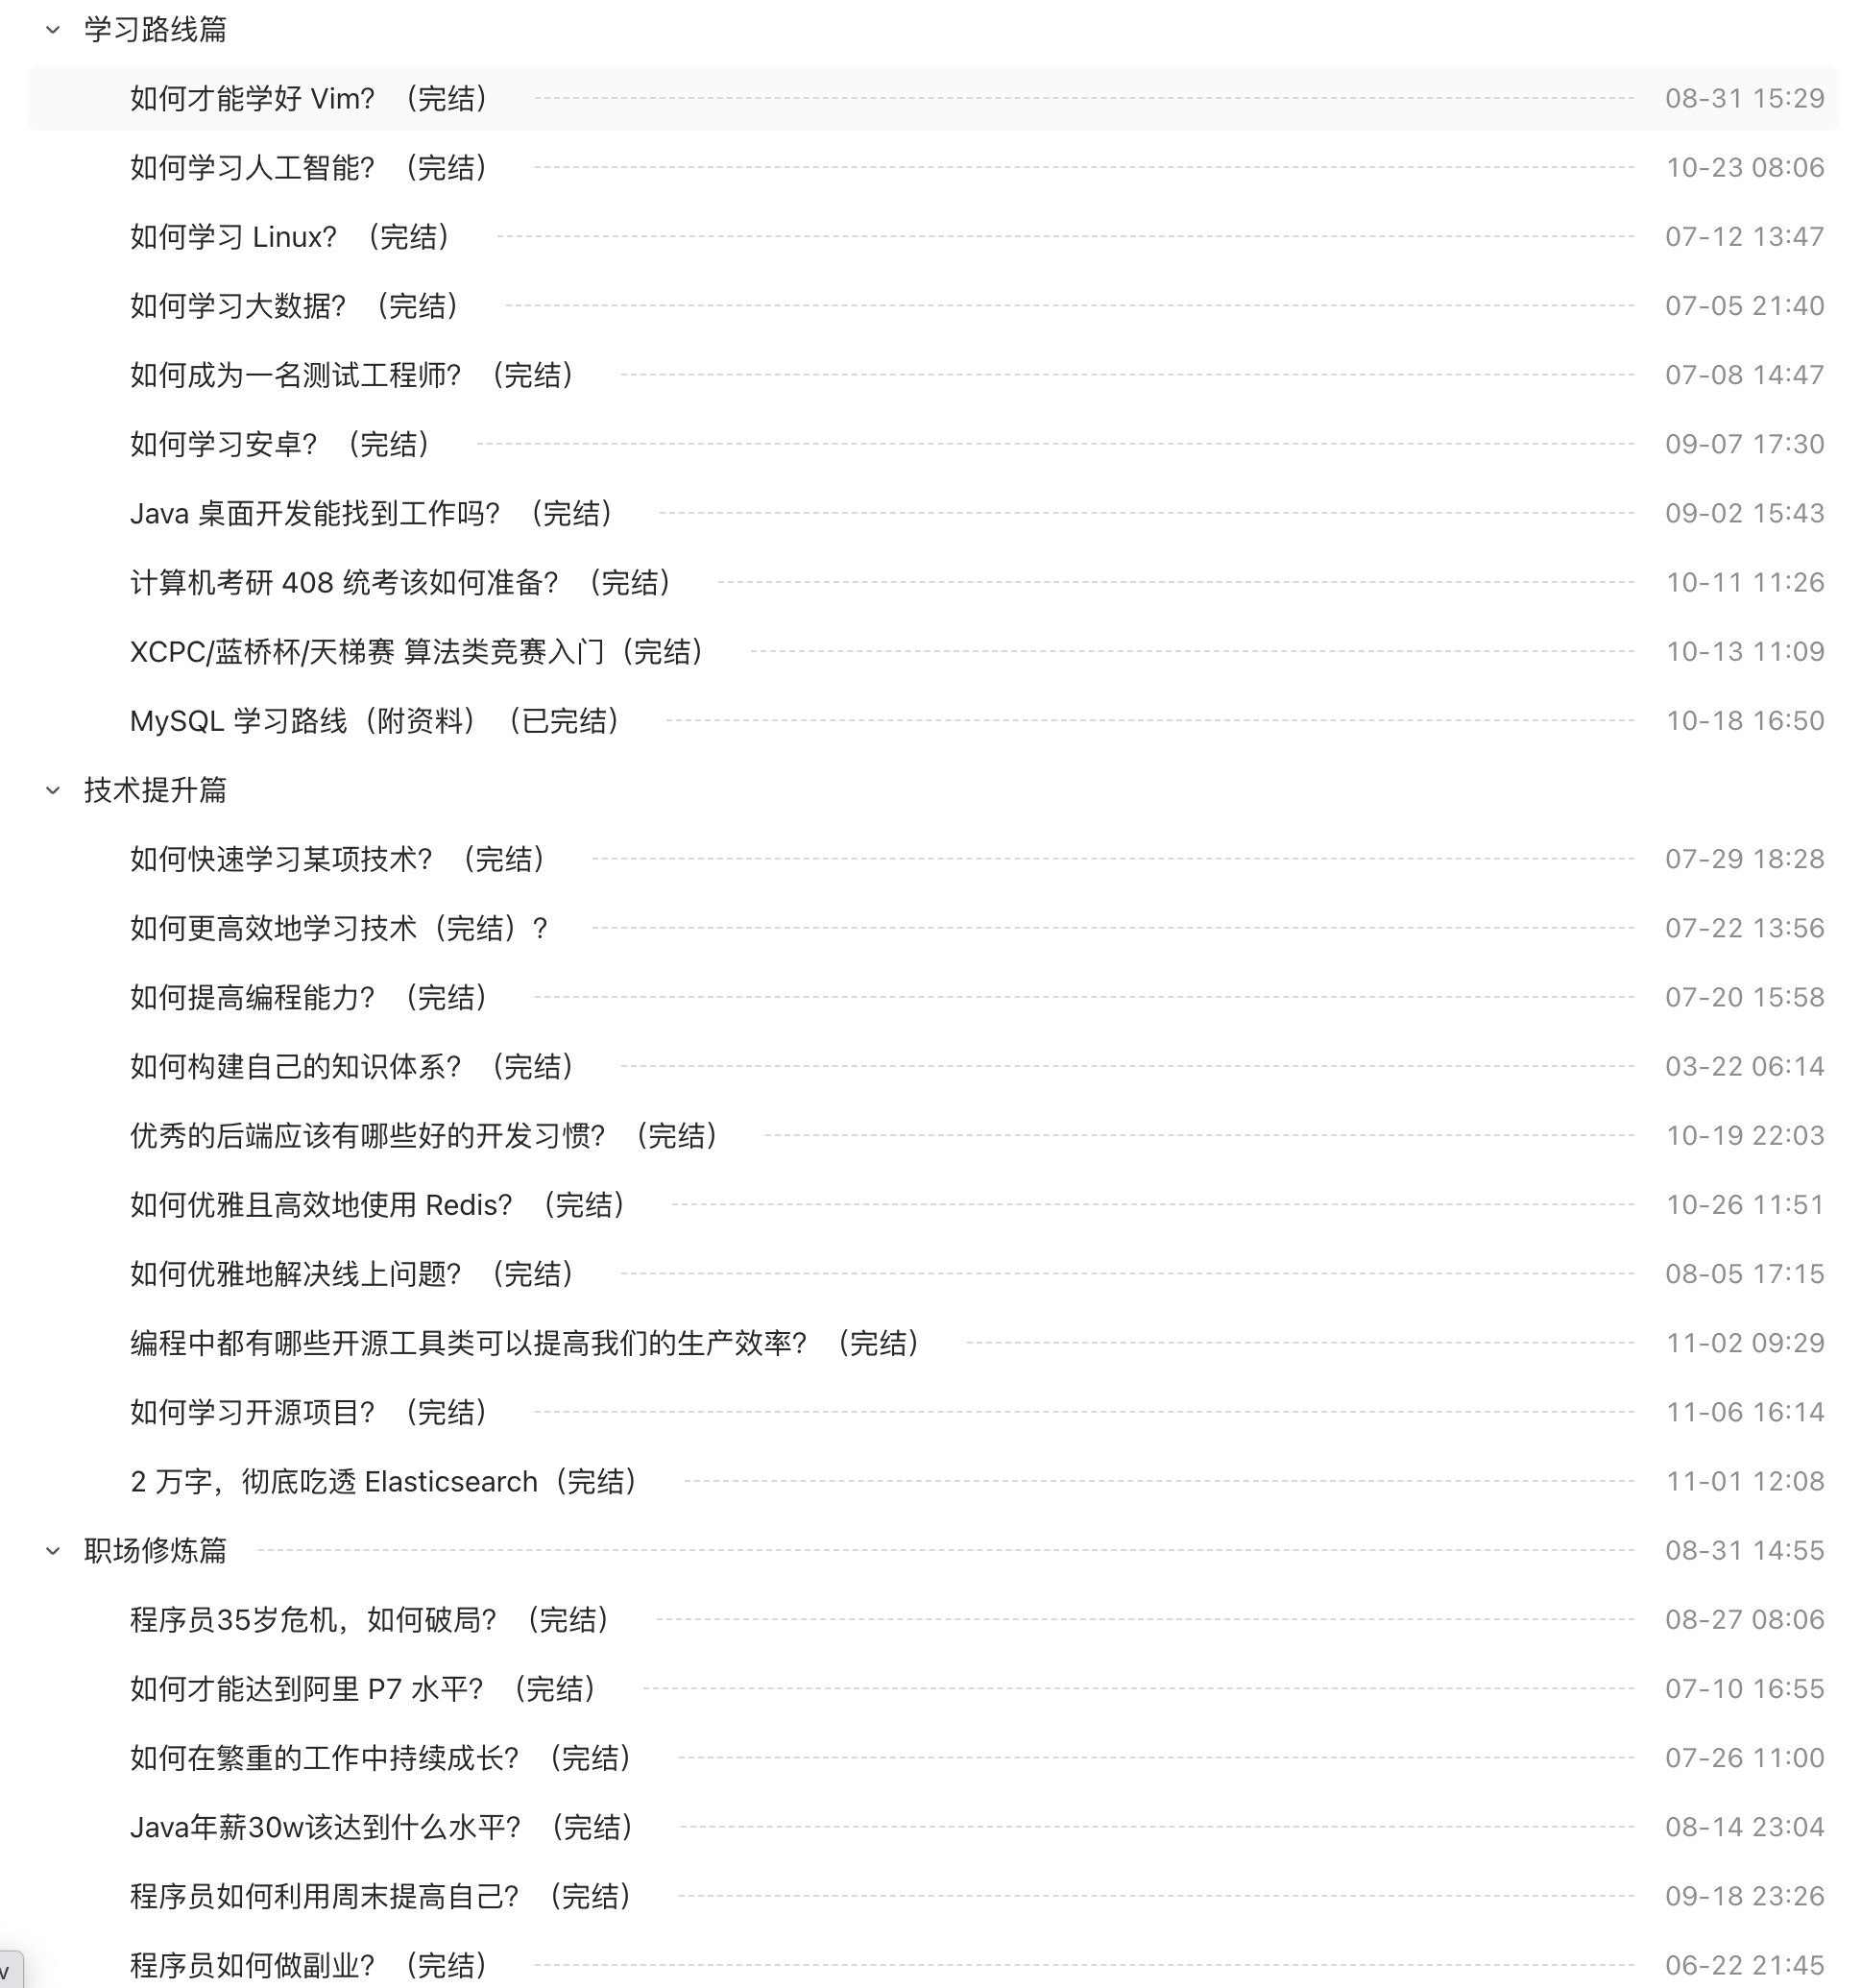 学习路线篇
如何才能学好 Vim？（完结） 08-31 15:29
如何学习人工智能？（完结） 10-23 08:06
如何学习 Linux？（完结） 07-12 13:47
如何学习大数据？（完结） 07-05 21:40
如何成为一名测试工程师？（完结） 07-08 14:47
如何学习安卓？（完结） 09-07 17:30
Java 桌面开发能找到工作吗？（完结） 09-02 15:43
计算机考研 408 统考该如何准备？（完结） 10-11 11:26
XCPC/蓝桥杯/天梯赛 算法类竞赛入门（完结） 10-13 11:09
MySQL 学习路线（附资料）（已完结） 10-18 16:50
技术提升篇
如何快速学习某项技术？（完结） 07-29 18:28
如何更高效地学习技术（完结）? 07-22 13:56
如何提高编程能力？（完结） 07-20 15:58
如何构建自己的知识体系？（完结） 03-22 06:14
优秀的后端应该有哪些好的开发习惯？（完结） 10-19 22:03
如何优雅且高效地使用 Redis？（完结） 10-26 11:51
如何优雅地解决线上问题？（完结） 08-05 17:15
编程中都有哪些开源工具类可以提高我们的生产效率？（完结） 11-02 09:29
如何学习开源项目？（完结） 11-06 16:14
2 万字，彻底吃透 Elasticsearch（完结） 11-01 12:08
职场修炼篇 08-31 14:55
程序员35岁危机，如何破局？（完结） 08-27 08:06
如何才能达到阿里 P7 水平？（完结） 07-10 16:55
如何在繁重的工作中持续成长？（完结） 07-26 11:00
Java年薪30w该达到什么水平？（完结） 08-14 23:04
程序员如何利用周末提高自己？（完结） 09-18 23:26
程序员如何做副业？（完结） 06-22 21:45